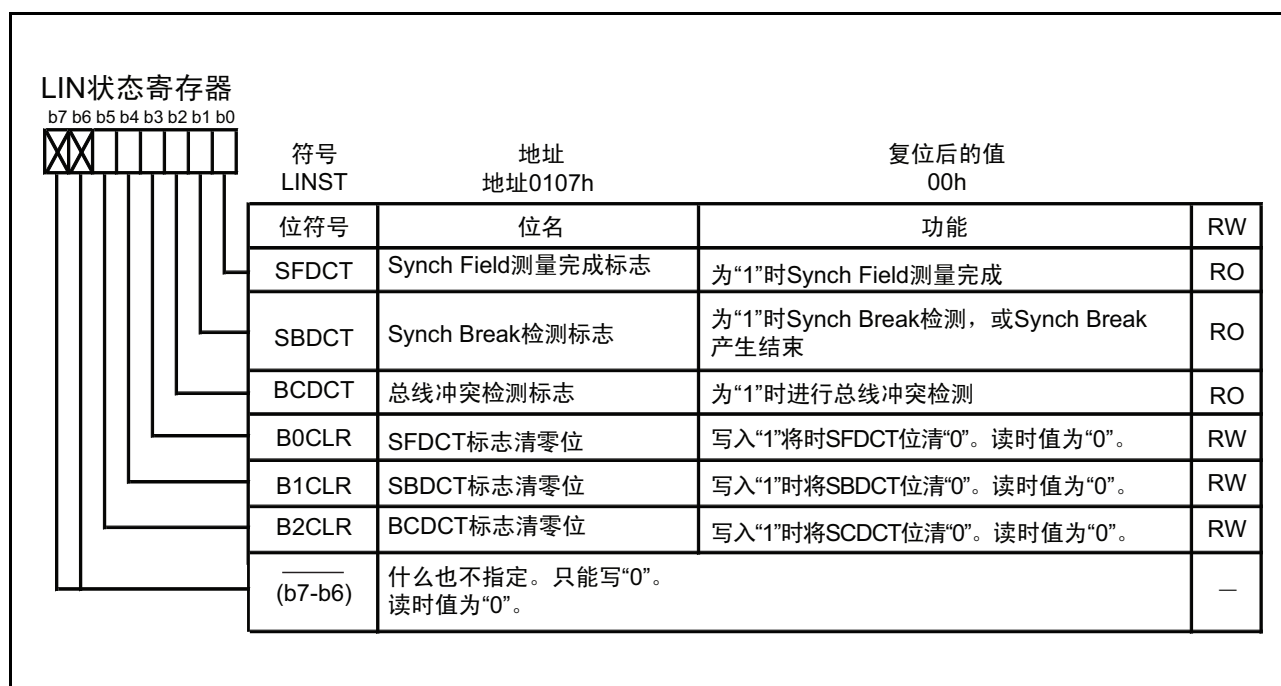 LIN状态寄存器
b7 b6 b5 b4 b3 b2 b1 b0
符号 地址 复位后的值
LINST 地址0107h 00h
位符号 位名 功能 RW
SFDCT Synch Field测量完成标志 为“1”时Synch Field测量完成 RO
SBDCT Synch Break检测标志 为“1”时Synch Break检测，或Synch Break
产生结束 RO
BCDCT 总线冲突检测标志 为“1”时进行总线冲突检测 RO
B0CLR SFDCT标志清零位 写入“1”将时SFDCT位清“0”。读时值为“0”。 RW
B1CLR SBDCT标志清零位 写入“1”时将SBDCT位清“0”。读时值为“0”。 RW
B2CLR BCDCT标志清零位 写入“1”时将SCDCT位清“0”。读时值为“0”。 RW
(b7-b6) 什么也不指定。只能写“0”。
读时值为“0”。 —